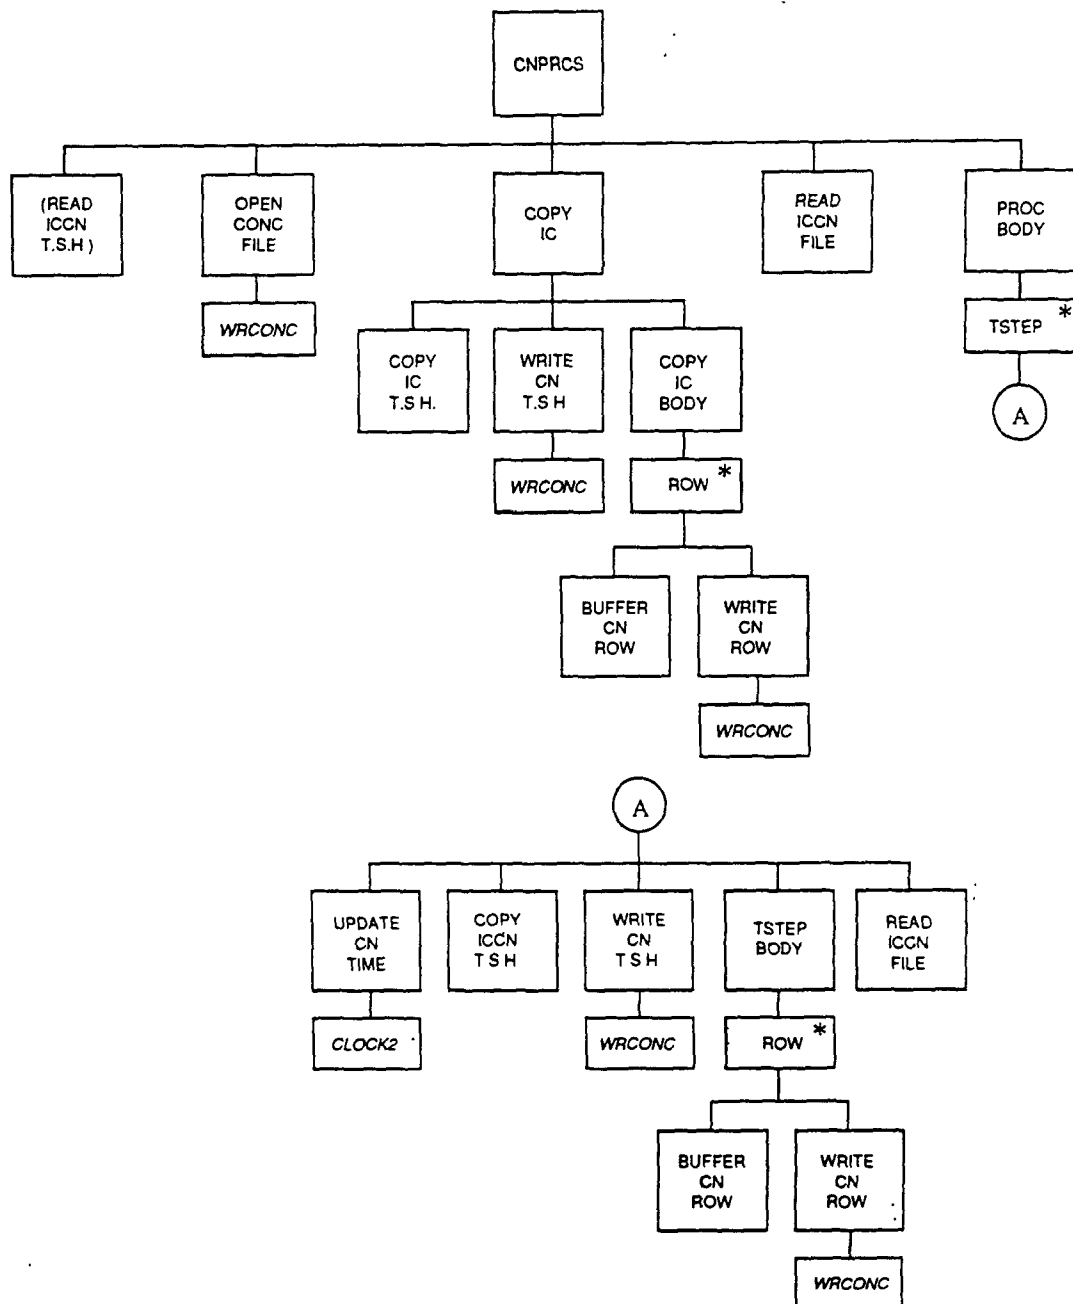 CNPRCS
(READ
ICCN
T.S.H )
OPEN
CONC
FILE
COPY
IC
READ
ICCN
FILE
PROC
BODY
WRCONC
TSTEP *
COPY
IC
T.S H.
WRITE
CN
T.S H
COPY
IC
BODY
A
WRCONC
ROW *
BUFFER
CN
ROW
WRITE
CN
ROW
WRCONC
A
UPDATE
CN
TIME
COPY
ICCN
T S H
WRITE
CN
T S H
TSTEP
BODY
READ
ICCN
FILE
CLOCK2
WRCONC
ROW *
BUFFER
CN
ROW
WRITE
CN
ROW
WRCONC